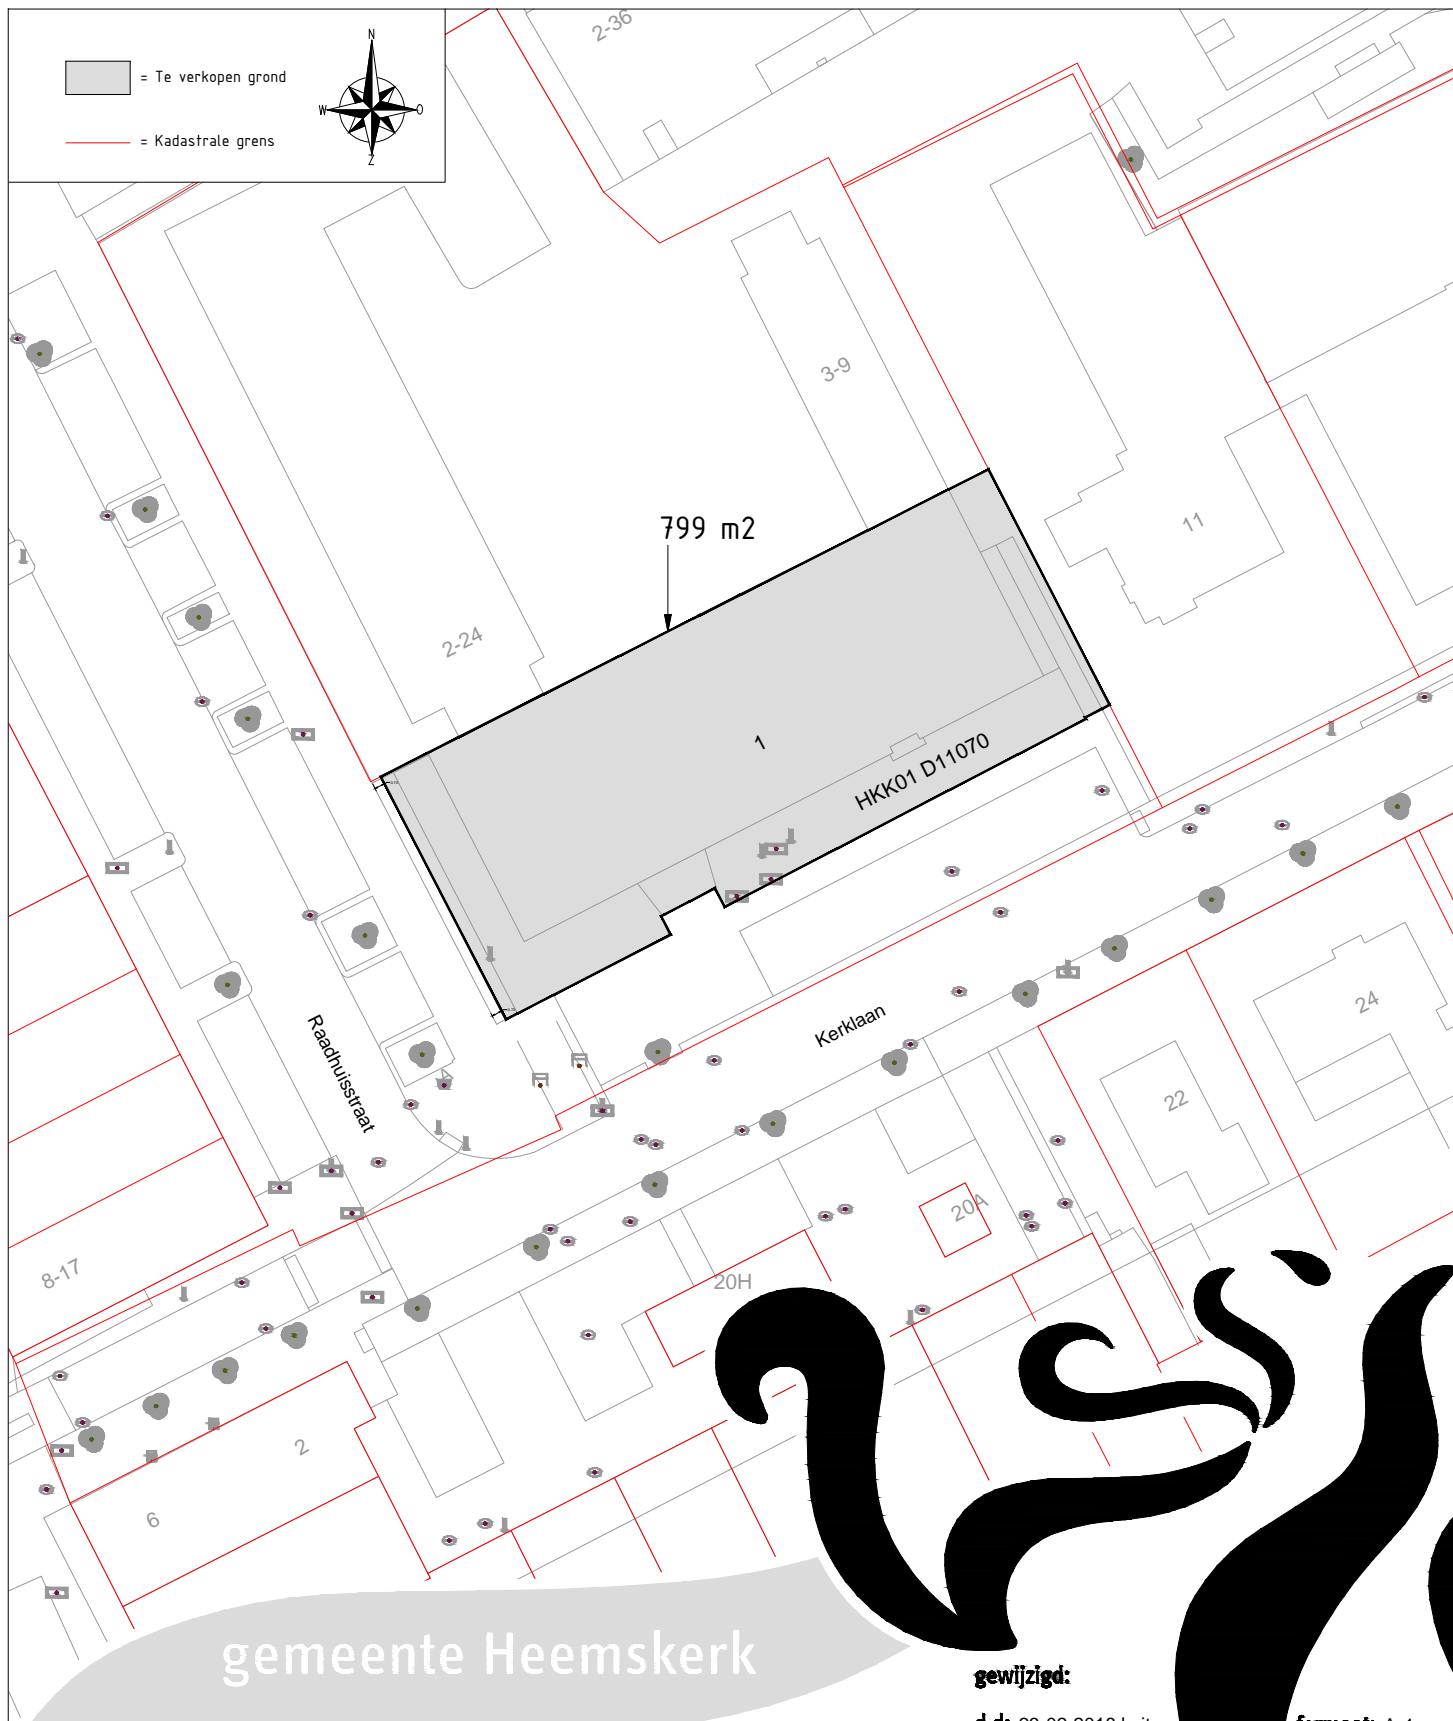 N
= Te verkopen grond
W
O
= Kadastrale grens
Z
2-36
3-9
799 m2
11
2-24
1
HKK01 D11070
Raadhuisstraat
Kerklaan
24
22
20A
8-17
20H
2
6
gemeente Heemskerk
gewijzigd: